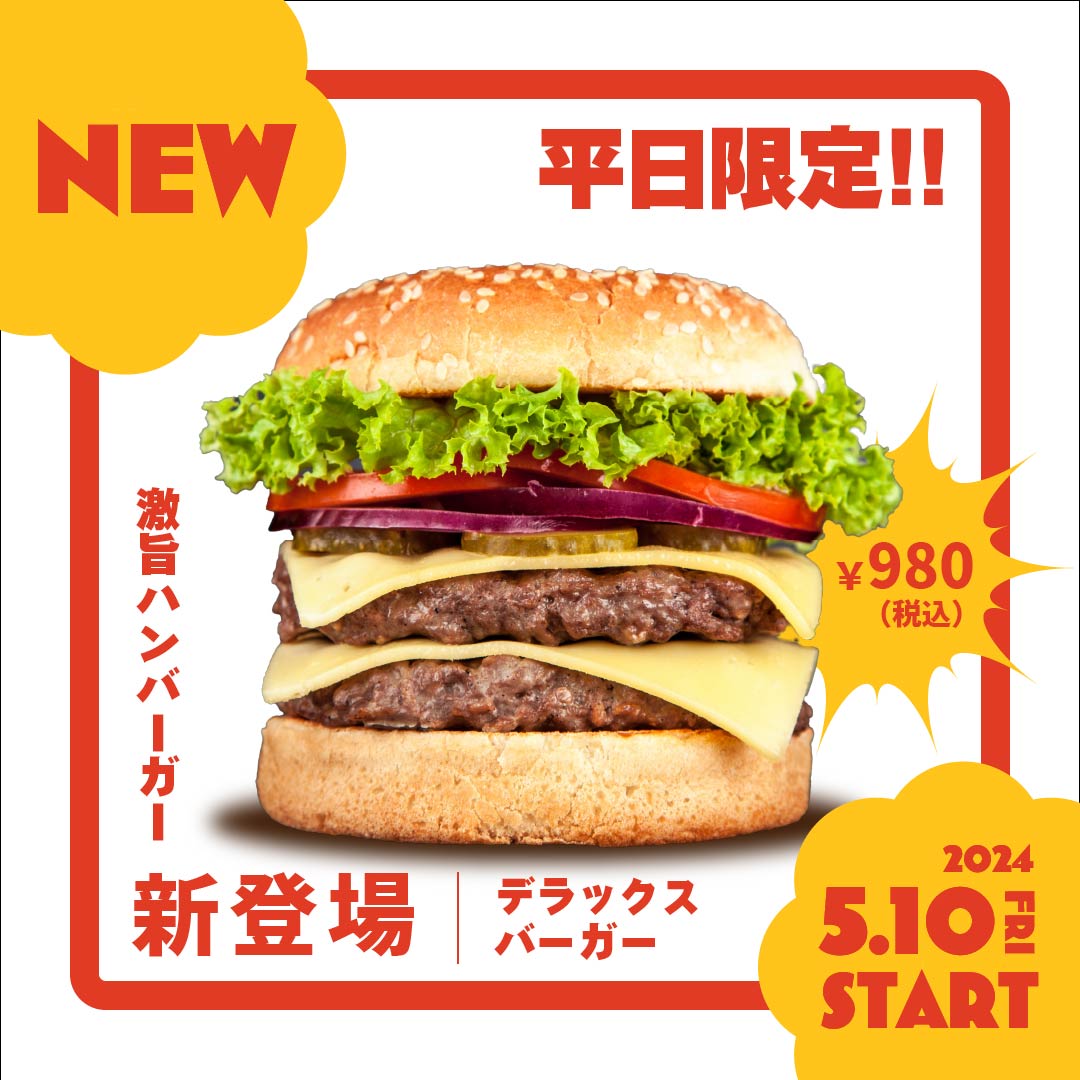 NEW
平日限定!!
激旨ハンバーガー
¥980
（税込）
新登場
デラックス
バーガー
2024
5.10 FRI
START